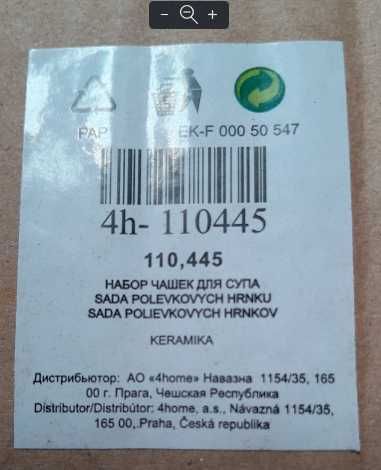 PAP
EK-F 000 50 547
4h- 110445
110,445
НАБОР ЧАШЕК ДЛЯ СУПА
SADA POLEVKOVYCH HRNKU
SADA POLIEVKOVYCH HRNKOV
KERAMIKA
Дистрибьютор: АО «4home» Навазна 1154/35, 165
00 г. Прага, Чешская Республика
Distributor/Distribútor: 4home, a.s., Návazná 1154/35,
165 00,.Praha, Česká republika